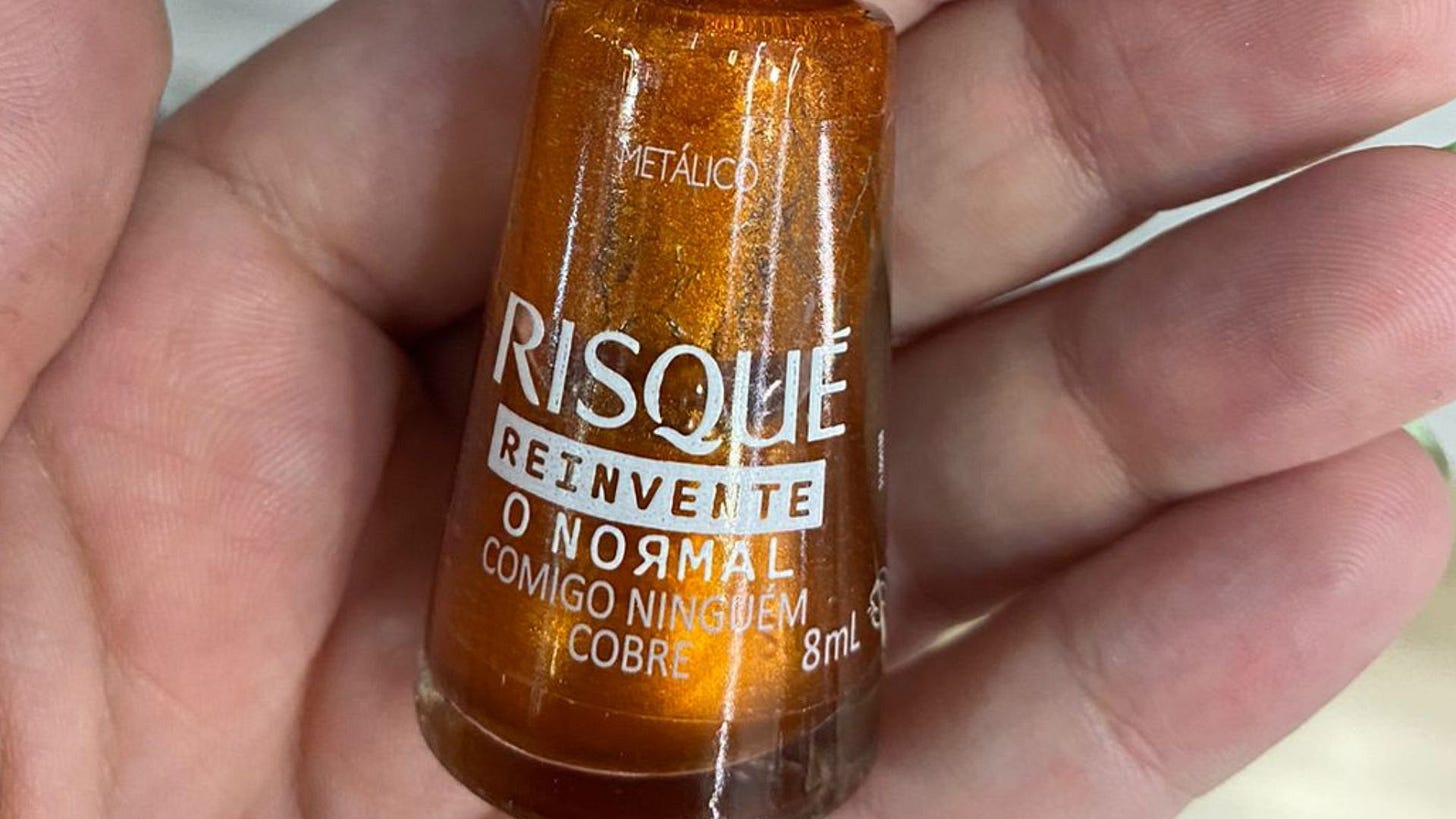 METÁLICO
RISQUÉ
REINVENTE
O NOЯMAL
COMIGO NINGUÉM
COBRE
8mL